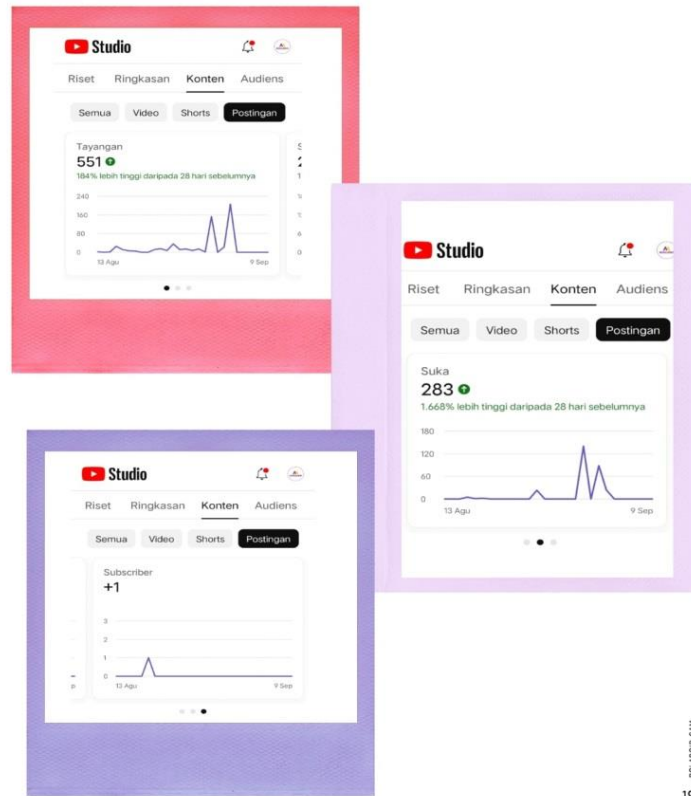 Studio
Riset Ringkasan Konten Audiens
Semua Video Shorts Postingan
Tayangan
551
184% lebih tinggi daripada 28 hari sebelumnya
240
160
80
0
13 Agu 9 Sep
Studio
Riset Ringkasan Konten Audiens
Semua Video Shorts Postingan
Suka
283
1.668% lebih tinggi daripada 28 hari sebelumnya
180
120
60
0
13 Agu 9 Sep
Studio
Riset Ringkasan Konten Audiens
Semua Video Shorts Postingan
Subscriber
+1
3
2
1
0
13 Agu 9 Sep